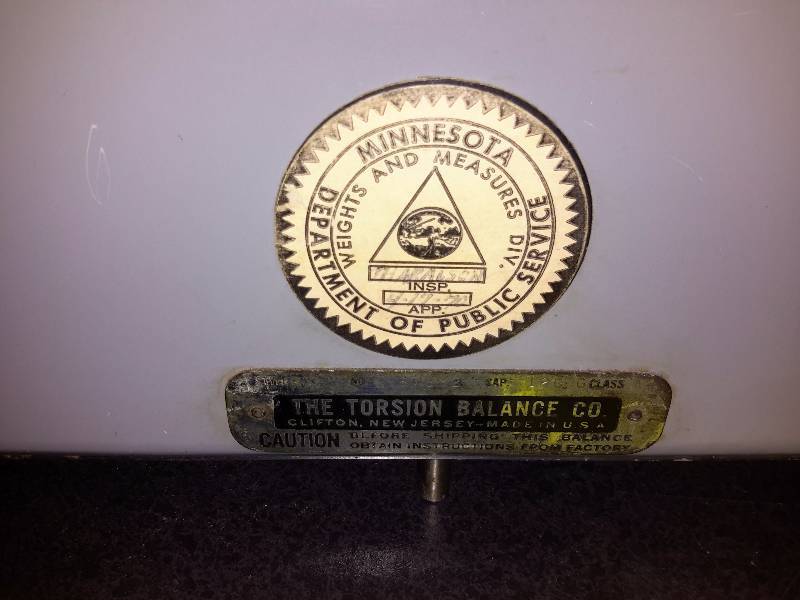 MINNESOTA
DEPARTMENT OF PUBLIC SERVICE
WEIGHTS AND MEASURES DIV.
INSP.
APP.
NO. CAP. CLASS
THE TORSION BALANCE CO.
CLIFTON, NEW JERSEY-MADE IN U.S.A
CAUTION BEFORE SHIPPING THIS BALANCE
OBTAIN INSTRUCTIONS FROM FACTORY